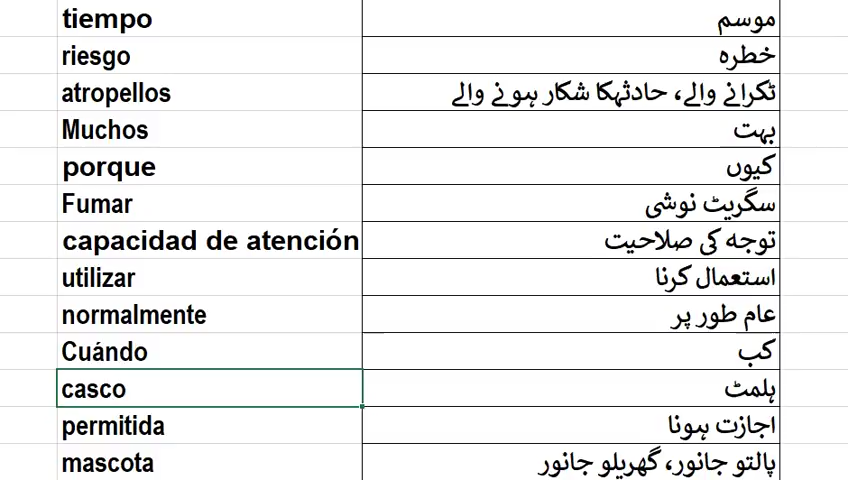 tiempo موسم
riesgo خطرہ
atropellos ٹکرانے والے، حادثہکا شکار ہونے والے
Muchos بہت
porque کیوں
Fumar سگریٹ نوشی
capacidad de atención توجہ کی صلاحیت
utilizar استعمال کرنا
normalmente عام طور پر
Cuándo کب
casco ہلمٹ
permitida اجازت ہونا
mascota پالتو جانور، گھریلو جانور